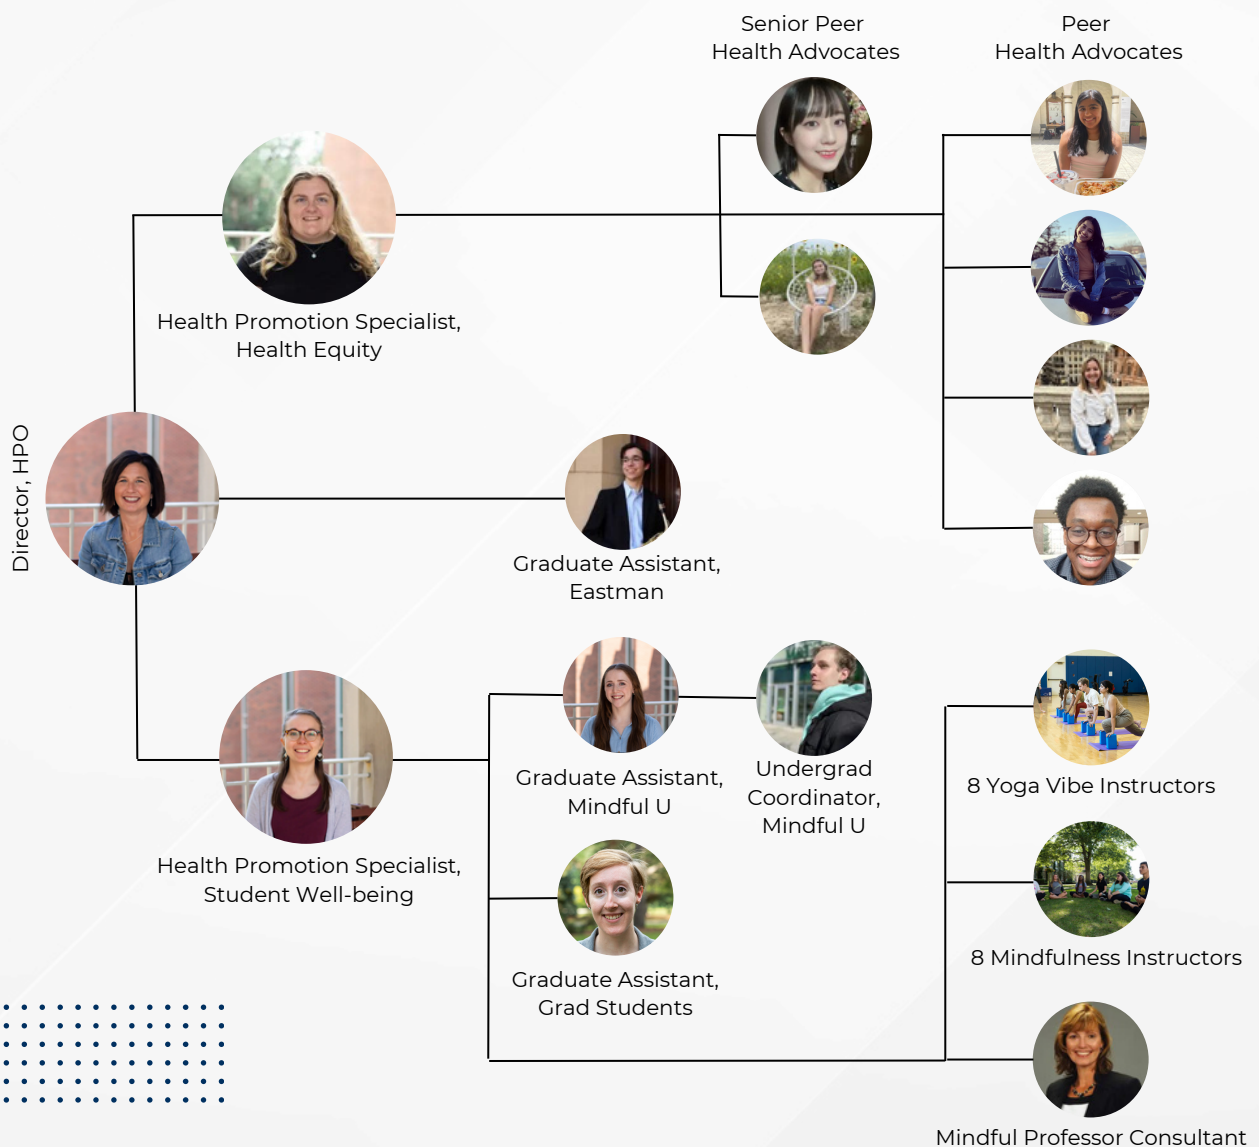 Senior Peer
Health Advocates
Peer
Health Advocates
Health Promotion Specialist,
Health Equity
Director, HPO
Graduate Assistant,
Eastman
Graduate Assistant,
Mindful U
Undergrad
Coordinator,
Mindful U
8 Yoga Vibe Instructors
Health Promotion Specialist,
Student Well-being
8 Mindfulness Instructors
Graduate Assistant,
Grad Students
Mindful Professor Consultant